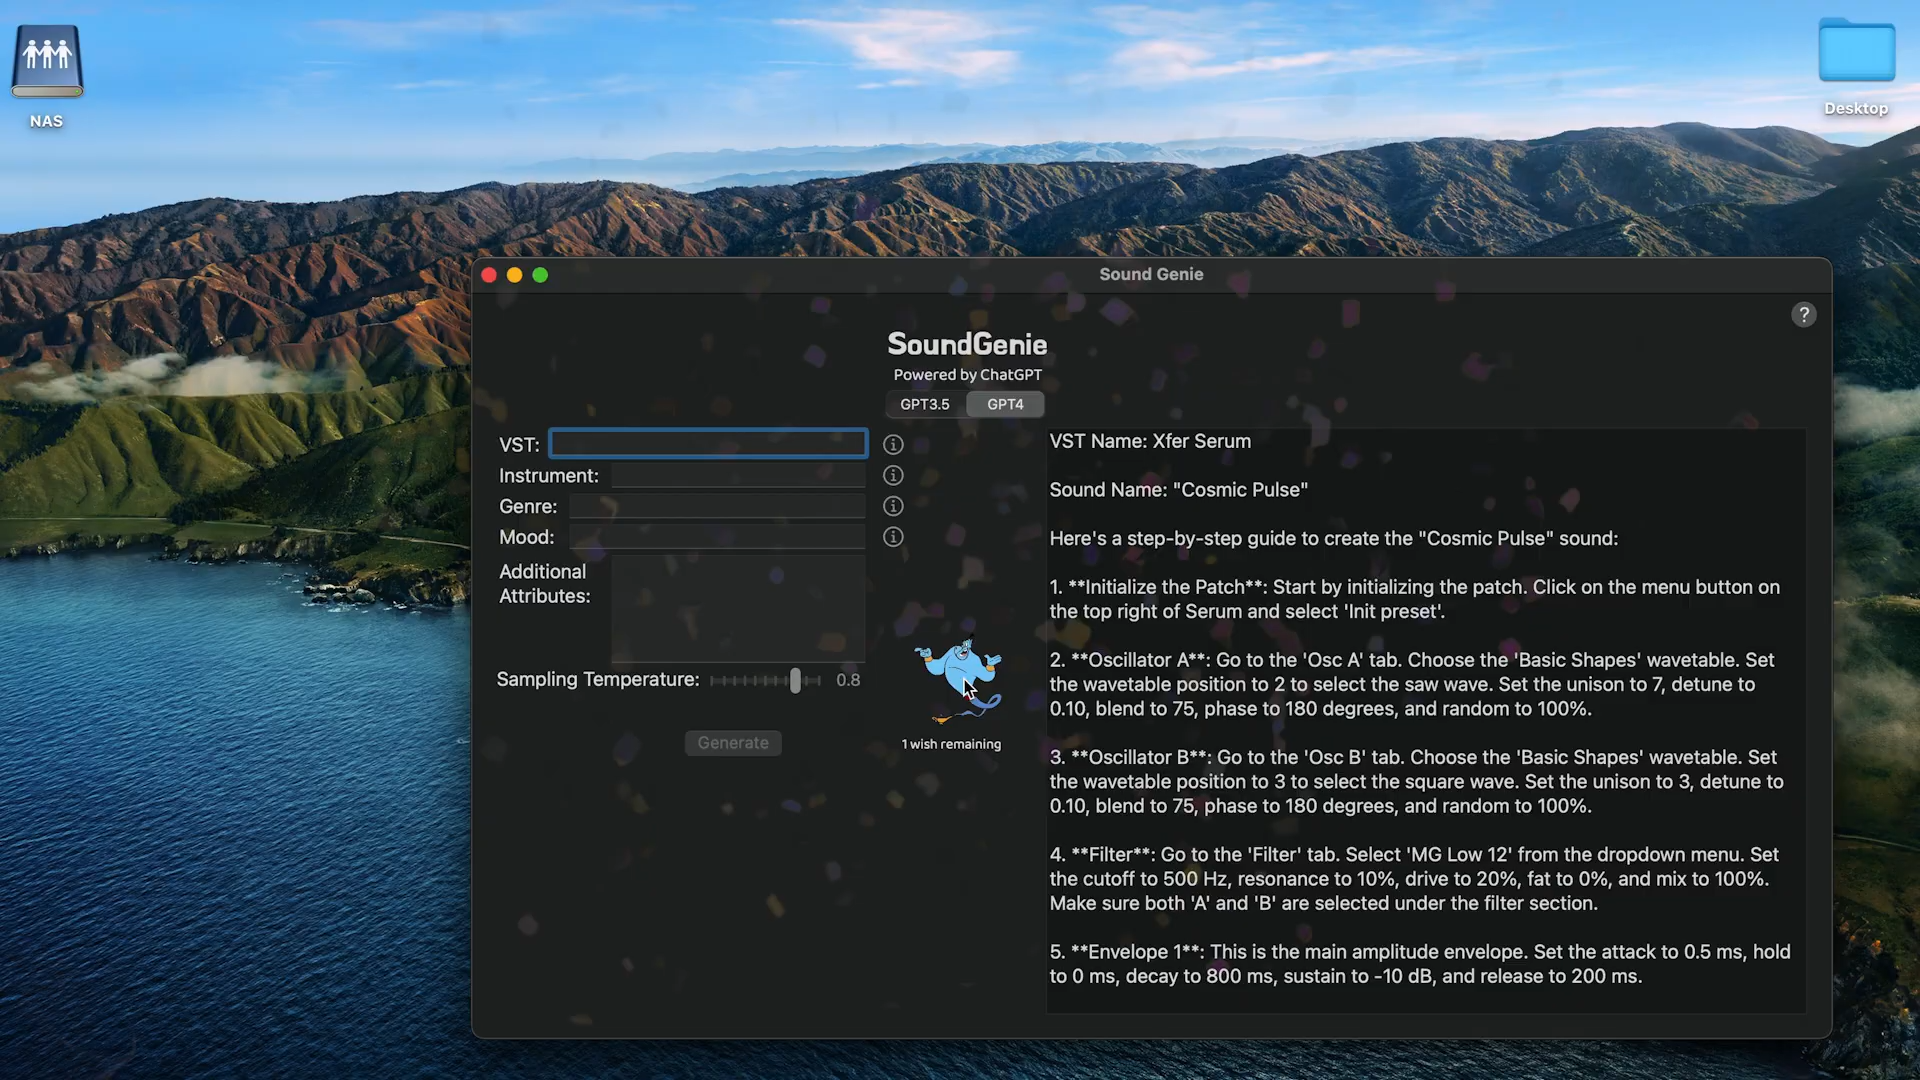 NAS
Desktop
Sound Genie
?
SoundGenie
Powered by ChatGPT
GPT3.5 GPT4
VST:
Instrument:
Genre:
Mood:
Additional
Attributes:
Sampling Temperature: 0.8
Generate
1 wish remaining
VST Name: Xfer Serum
Sound Name: "Cosmic Pulse"
Here's a step-by-step guide to create the "Cosmic Pulse" sound:
1. **Initialize the Patch**: Start by initializing the patch. Click on the menu button on
the top right of Serum and select 'Init preset'.
2. **Oscillator A**: Go to the 'Osc A' tab. Choose the 'Basic Shapes' wavetable. Set
the wavetable position to 2 to select the saw wave. Set the unison to 7, detune to
0.10, blend to 75, phase to 180 degrees, and random to 100%.
3. **Oscillator B**: Go to the 'Osc B' tab. Choose the 'Basic Shapes' wavetable. Set
the wavetable position to 3 to select the square wave. Set the unison to 3, detune to
0.10, blend to 75, phase to 180 degrees, and random to 100%.
4. **Filter**: Go to the 'Filter' tab. Select 'MG Low 12' from the dropdown menu. Set
the cutoff to 500 Hz, resonance to 10%, drive to 20%, fat to 0%, and mix to 100%.
Make sure both 'A' and 'B' are selected under the filter section.
5. **Envelope 1**: This is the main amplitude envelope. Set the attack to 0.5 ms, hold
to 0 ms, decay to 800 ms, sustain to -10 dB, and release to 200 ms.